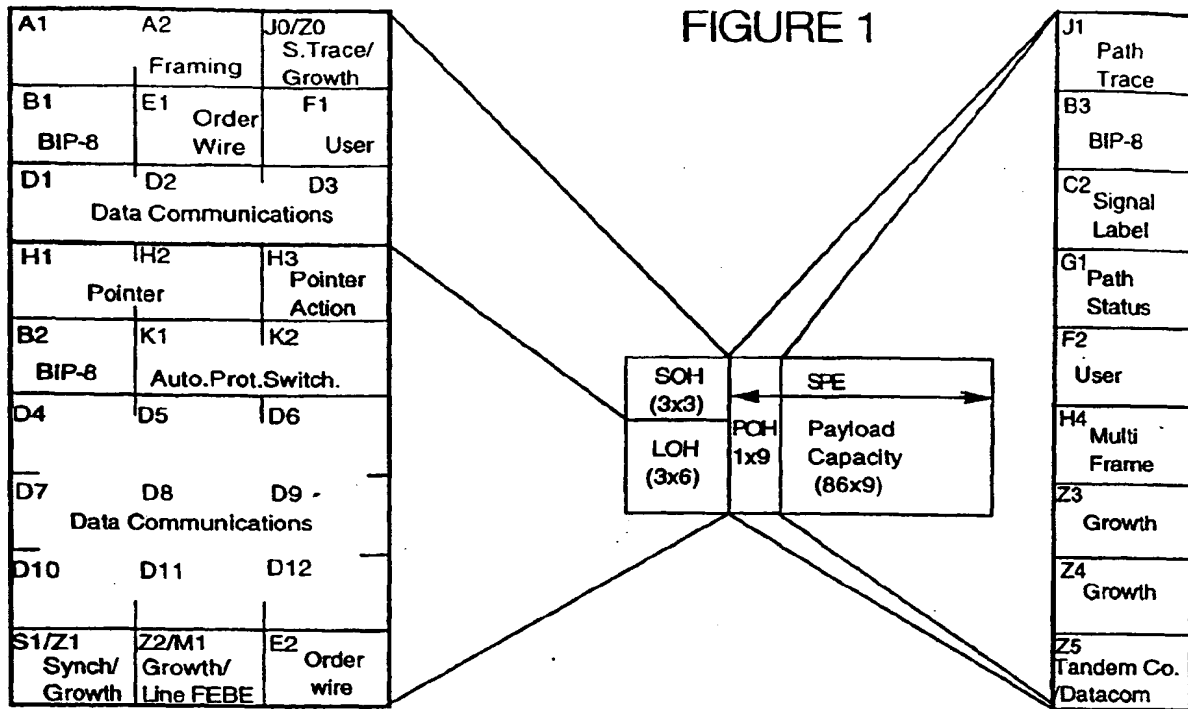 FIGURE 1
A1 A2 J0/Z0
Framing
S.Trace/
Growth
B1 E1 F1
BIP-8
Order
Wire
User
D1 D2 D3
Data Communications
H1 H2 H3
Pointer
Pointer
Action
B2 K1 K2
BIP-8
Auto.Prot.Switch.
D4 D5 D6
D7 D8 D9
Data Communications
D10 D11 D12
S1/Z1
Synch/
Growth
Z2/M1
Growth/
Line FEBE
E2
Order
wire
SOH
(3x3)
LOH
(3x6)
POH
1x9
SPE
Payload
Capacity
(86x9)
J1
Path
Trace
B3
BIP-8
C2
Signal
Label
G1
Path
Status
F2
User
H4
Multi
Frame
Z3
Growth
Z4
Growth
Z5
Tandem Co.
/Datacom